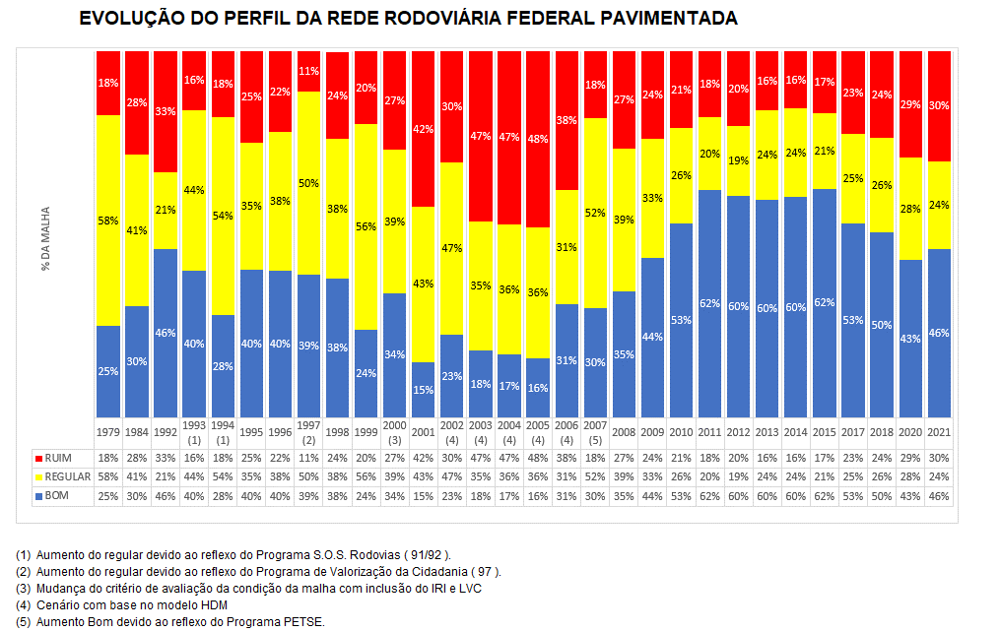 EVOLUÇÃO DO PERFIL DA REDE RODOVIÁRIA FEDERAL PAVIMENTADA
% DA MALHA
18% 28% 33% 16% 18% 25% 22% 11% 24% 20% 27% 42% 30% 47% 47% 48% 38% 18% 27% 24% 21% 18% 20% 16% 16% 17% 23% 24% 29% 30%
58% 41% 21% 44% 54% 35% 38% 50% 38% 56% 39% 43% 47% 35% 36% 36% 31% 52% 39% 33% 26% 20% 19% 24% 24% 21% 25% 26% 28% 24%
25% 30% 46% 40% 28% 40% 40% 39% 38% 24% 34% 15% 23% 18% 17% 16% 31% 30% 35% 44% 53% 62% 60% 60% 60% 62% 53% 50% 43% 46%
1979 1984 1992 1993 (1) 1994 (1) 1995 1996 1997 (2) 1998 1999 2000 (3) 2001 2002 (4) 2003 (4) 2004 (4) 2005 (4) 2006 (4) 2007 (5) 2008 2009 2010 2011 2012 2013 2014 2015 2017 2018 2020 2021
RUIM 18% 28% 33% 16% 18% 25% 22% 11% 24% 20% 27% 42% 30% 47% 47% 48% 38% 18% 27% 24% 21% 18% 20% 16% 16% 17% 23% 24% 29% 30%
REGULAR 58% 41% 21% 44% 54% 35% 38% 50% 38% 56% 39% 43% 47% 35% 36% 36% 31% 52% 39% 33% 26% 20% 19% 24% 24% 21% 25% 26% 28% 24%
BOM 25% 30% 46% 40% 28% 40% 40% 39% 38% 24% 34% 15% 23% 18% 17% 16% 31% 30% 35% 44% 53% 62% 60% 60% 60% 62% 53% 50% 43% 46%
(1) Aumento do regular devido ao reflexo do Programa S.O.S. Rodovias ( 91/92 ).
(2) Aumento do regular devido ao reflexo do Programa de Valorização da Cidadania ( 97 ).
(3) Mudança do critério de avaliação da condição da malha com inclusão do IRI e LVC
(4) Cenário com base no modelo HDM
(5) Aumento Bom devido ao reflexo do Programa PETSE.